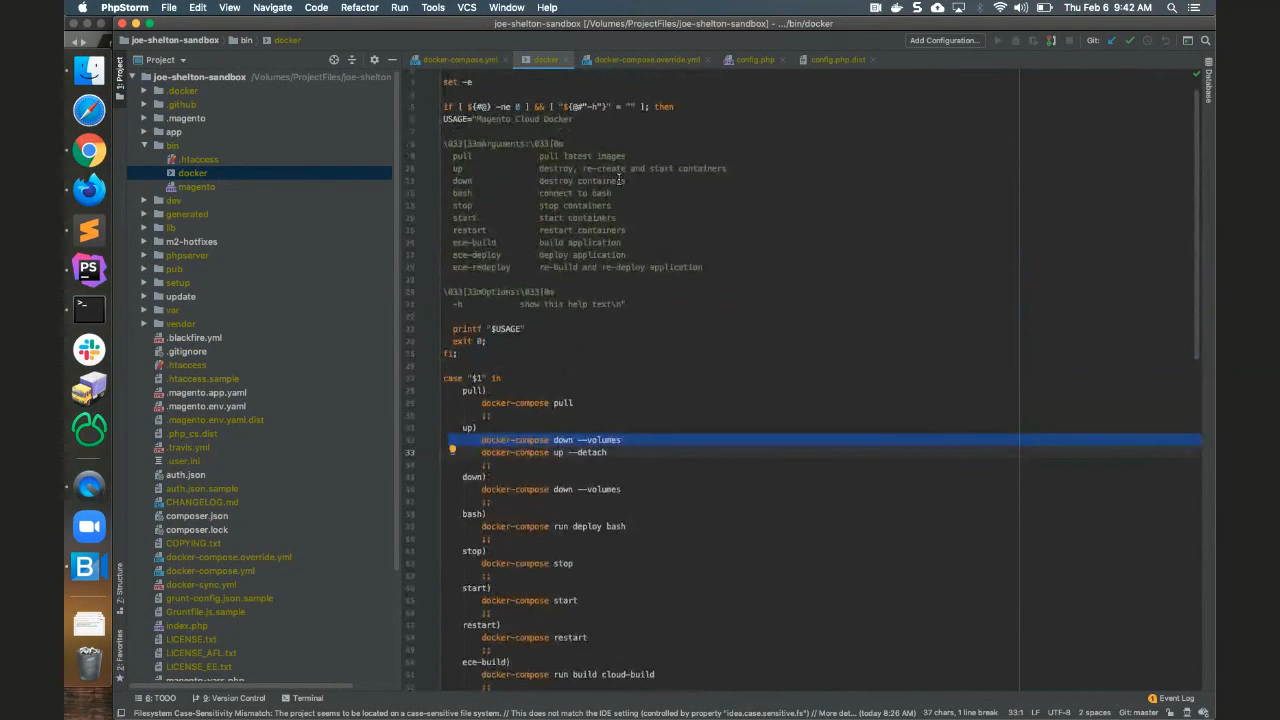 PhpStorm File Edit View Navigate Code Refactor Run Tools VCS Window Help Thu Feb 6 9:42 AM
joe-shelton-sandbox [/Volumes/ProjectFiles/joe-shelton-sandbox] - .../bin/docker
joe-shelton-sandbox bin docker Add Configuration... Git:
Project docker-compose.yml docker docker-compose.override.yml config.php config.php.dist
1: Project
Database
joe-shelton-sandbox /Volumes/ProjectFiles/joe-shelton
.docker
.github
.magento
app
bin
.htaccess
docker
magento
dev
generated
lib
m2-hotfixes
phpserver
pub
setup
update
var
vendor
.blackfire.yml
.gitignore
.htaccess
.htaccess.sample
.magento.app.yaml
.magento.env.yaml
.magento.env.yaml.dist
.php_cs.dist
.travis.yml
.user.ini
auth.json
auth.json.sample
CHANGELOG.md
composer.json
composer.lock
COPYING.txt
docker-compose.override.yml
docker-compose.yml
docker-sync.yml
grunt-config.json.sample
Gruntfile.js.sample
index.php
LICENSE.txt
LICENSE_AFL.txt
LICENSE_EE.txt
magento-vars.php
set -e
if [ ${#@} -ne 0 ] && [ "${@#"-h"}" = "" ]; then
USAGE="Magento Cloud Docker
\033[33mArguments:\033[0m
pull pull latest images
up destroy, re-create and start containers
down destroy containers
bash connect to bash
stop stop containers
start start containers
restart restart containers
ece-build build application
ece-deploy deploy application
ece-redeploy re-build and re-deploy application
\033[33mOptions:\033[0m
-h show this help text\n"
printf "$USAGE"
exit 0;
fi;
case "$1" in
pull)
docker-compose pull
;;
up)
docker-compose down --volumes
33 docker-compose up --detach
;;
down)
docker-compose down --volumes
;;
bash)
docker-compose run deploy bash
;;
stop)
docker-compose stop
;;
start)
docker-compose start
;;
restart)
docker-compose restart
;;
ece-build)
docker-compose run build cloud-build
;;
7: Structure
2: Favorites
6: TODO 9: Version Control Terminal Event Log
Filesystem Case-Sensitivity Mismatch: The project seems to be located on a case-sensitive file system. // This does not match the IDE setting (controlled by property "idea.case.sensitive.fs") // More det... (today 8:26 AM) 37 chars, 1 line break 33:1 LF UTF-8 2 spaces Git: master